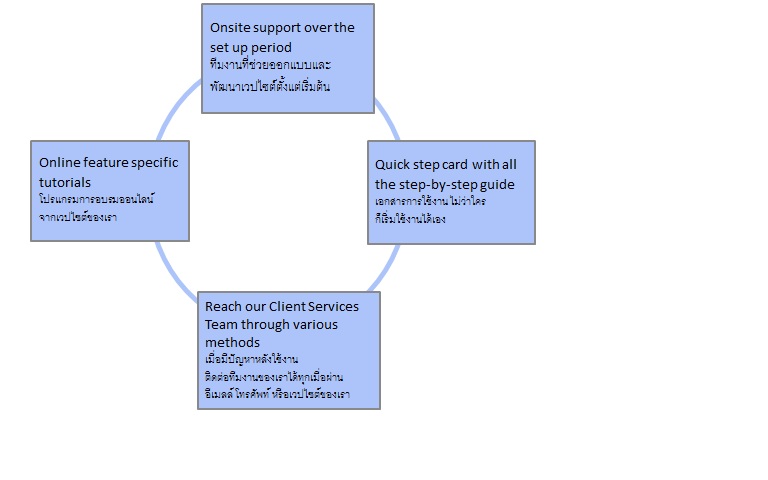 Onsite support over the
set up period
ทีมงานที่ช่วยออกแบบและ
พัฒนาเวปไซต์ตั้งแต่เริ่มต้น
Online feature specific
tutorials
โปรแกรมการอบรมออนไลน์
จากเวปไซต์ของเรา
Quick step card with all
the step-by-step guide
เอกสารการใช้งาน ไม่ว่าใคร
ก็เริ่มใช้งานได้เอง
Reach our Client Services
Team through various
methods
เมื่อมีปัญหาหลังใช้งาน
ติดต่อทีมงานของเราได้ทุกเมื่อผ่าน
อีเมลล์ โทรศัพท์ หรือเวปไซต์ของเรา